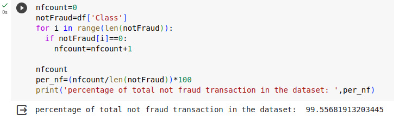 nfcount=0
notFraud=df['Class']
for i in range(len(notFraud)):
  if notFraud[i]==0:
    nfcount=nfcount+1

nfcount
per_nf=(nfcount/len(notFraud))*100
print('percentage of total not fraud transaction in the dataset: ',per_nf)
percentage of total not fraud transaction in the dataset:  99.55681913203445